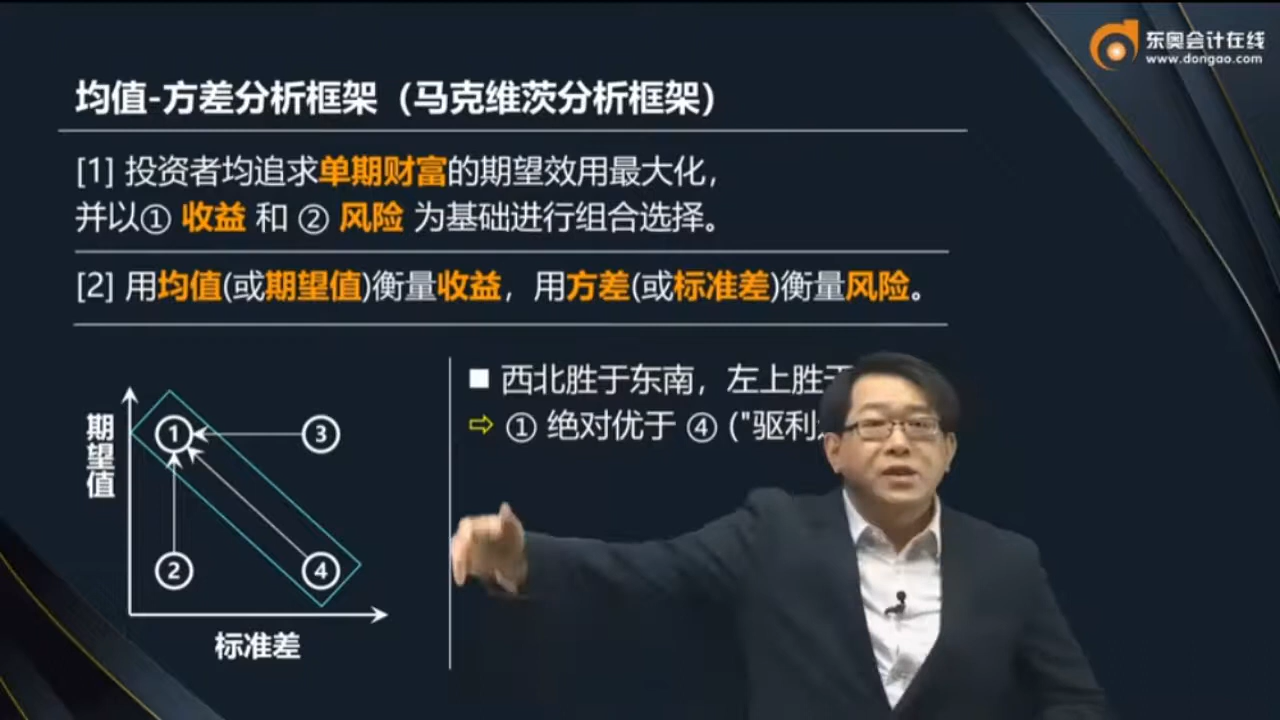 东奥会计在线
www.dongao.com
均值-方差分析框架（马克维茨分析框架）
[1] 投资者均追求单期财富的期望效用最大化，
并以① 收益 和 ② 风险 为基础进行组合选择。
[2] 用均值(或期望值)衡量收益，用方差(或标准差)衡量风险。
期望值
① ③
② ④
标准差
■ 西北胜于东南，左上胜于
⇨ ① 绝对优于 ④ ("驱利